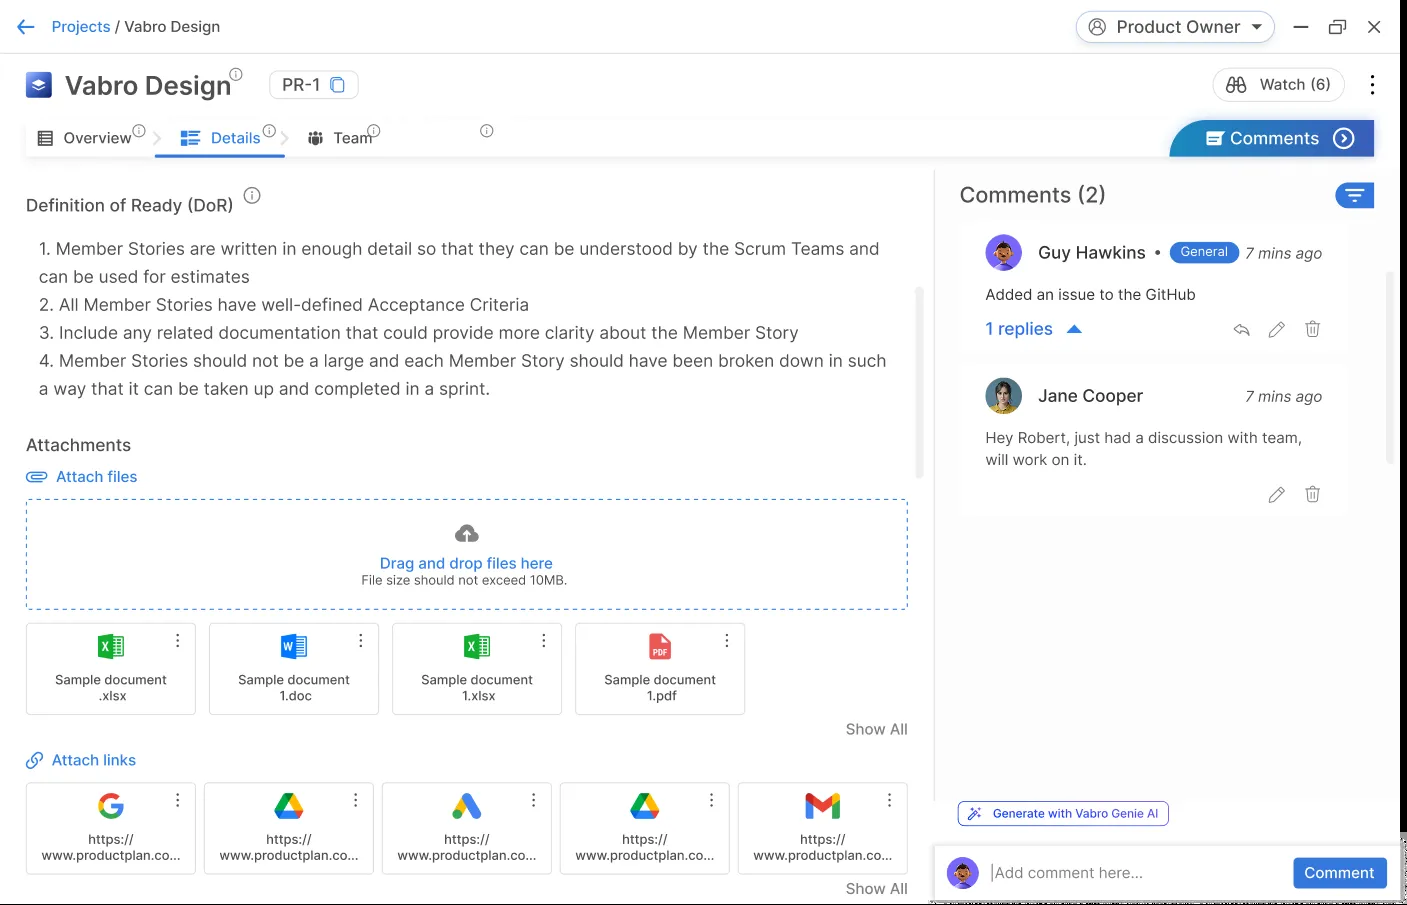 Projects / Vabro Design
Product Owner
Vabro Design
PR-1
Watch (6)
Overview
Details
Team
Comments
Definition of Ready (DoR)
1. Member Stories are written in enough detail so that they can be understood by the Scrum Teams and
can be used for estimates
2. All Member Stories have well-defined Acceptance Criteria
3. Include any related documentation that could provide more clarity about the Member Story
4. Member Stories should not be a large and each Member Story should have been broken down in such
a way that it can be taken up and completed in a sprint.
Attachments
Attach files
Drag and drop files here
File size should not exceed 10MB.
X
Sample document
.xlsx
W
Sample document
1.doc
X
Sample document
1.xlsx
PDF
Sample document
1.pdf
Show All
Attach links
https://
www.productplan.co...
https://
www.productplan.co...
https://
www.productplan.co...
https://
www.productplan.co...
https://
www.productplan.co...
Show All
Comments (2)
Guy Hawkins • General 7 mins ago
Added an issue to the GitHub
1 replies
Jane Cooper 7 mins ago
Hey Robert, just had a discussion with team,
will work on it.
Generate with Vabro Genie AI
Add comment here...
Comment